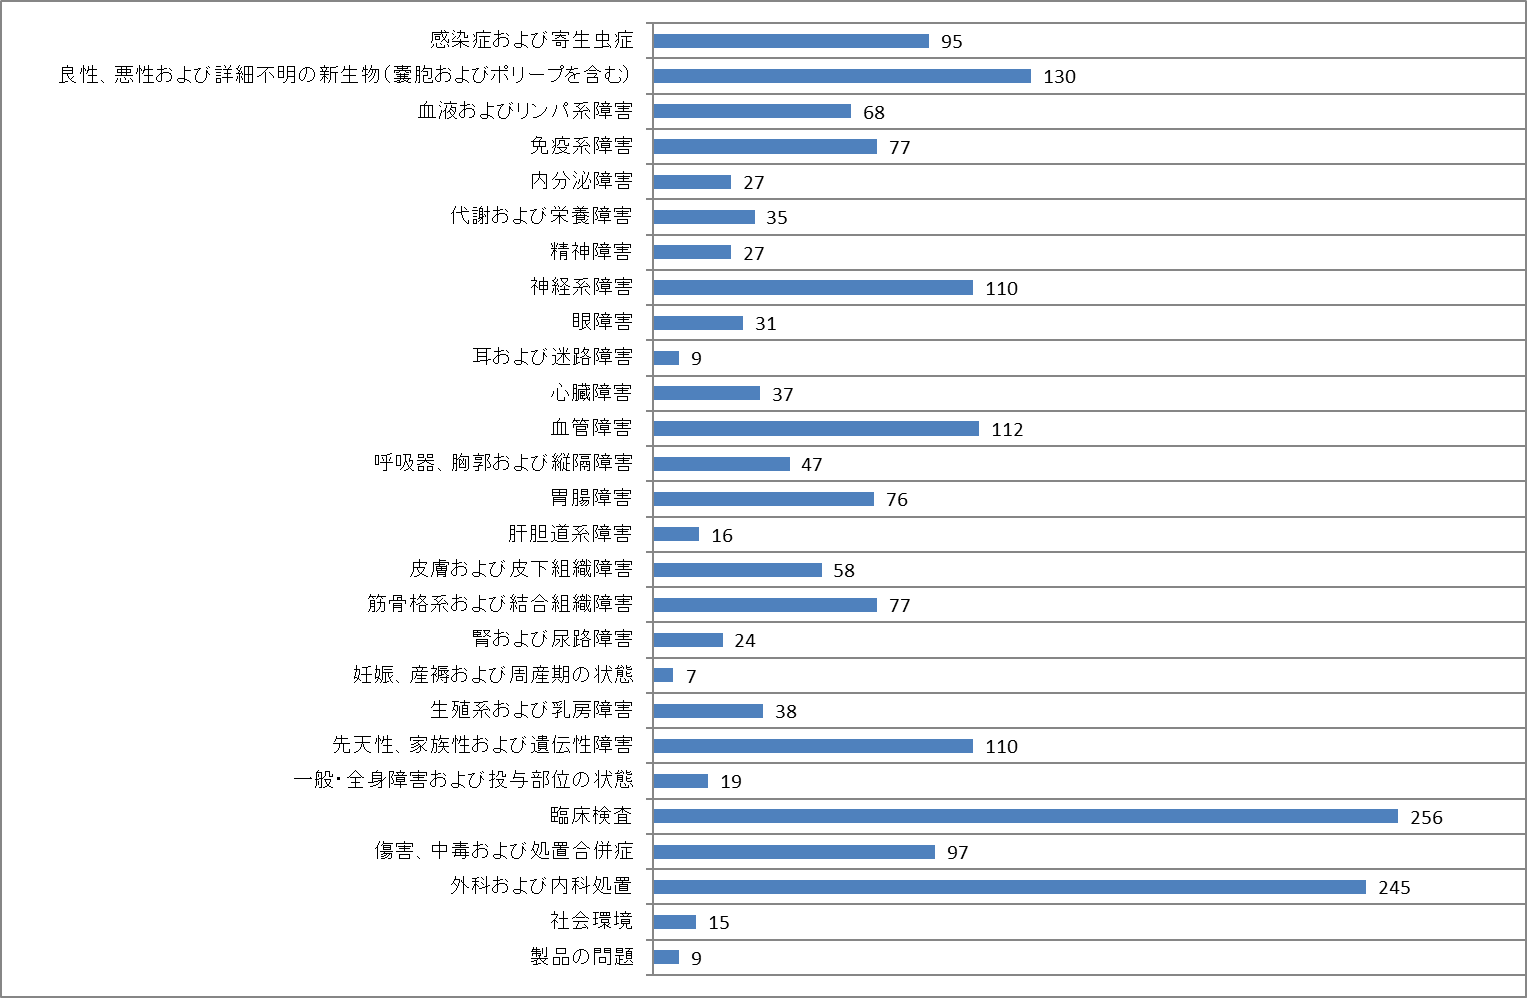 感染症および寄生虫症 95
良性、悪性および詳細不明の新生物（嚢胞およびポリープを含む） 130
血液およびリンパ系障害 68
免疫系障害 77
内分泌障害 27
代謝および栄養障害 35
精神障害 27
神経系障害 110
眼障害 31
耳および迷路障害 9
心臓障害 37
血管障害 112
呼吸器、胸郭および縦隔障害 47
胃腸障害 76
肝胆道系障害 16
皮膚および皮下組織障害 58
筋骨格系および結合組織障害 77
腎および尿路障害 24
妊娠、産褥および周産期の状態 7
生殖系および乳房障害 38
先天性、家族性および遺伝性障害 110
一般・全身障害および投与部位の状態 19
臨床検査 256
傷害、中毒および処置合併症 97
外科および内科処置 245
社会環境 15
製品の問題 9